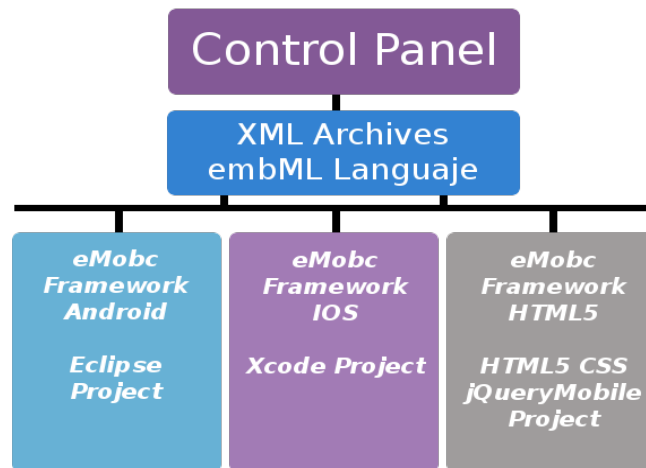 Control Panel
XML Archives
embML Languaje
eMobc
Framework
Android
Eclipse
Project
eMobc
Framework
IOS
Xcode Project
eMobc
Framework
HTML5
HTML5 CSS
jQueryMobile
Project